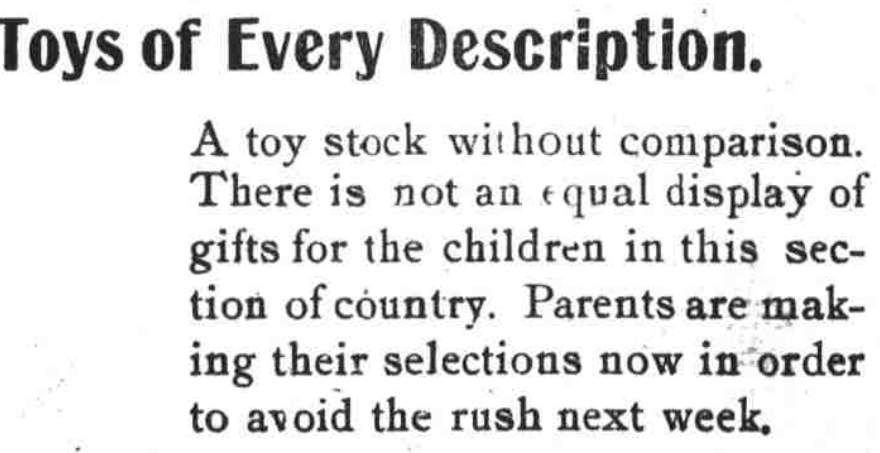 Toys of Every Description.
A toy stock without comparison.
There is not an equal display of
gifts for the children in this sec-
tion of country. Parents are mak-
ing their selections now in order
to avoid the rush next week.